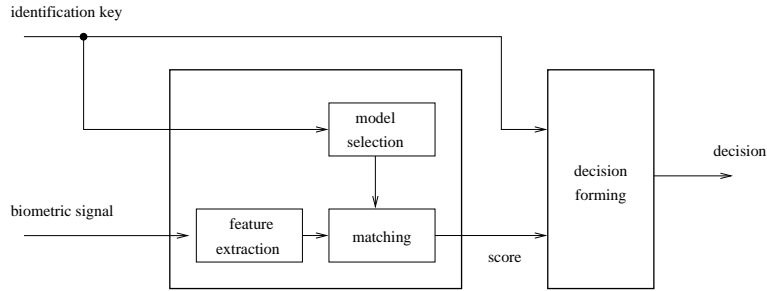 identification key
model
selection
decision
decision
forming
biometric signal
feature
extraction
matching
score